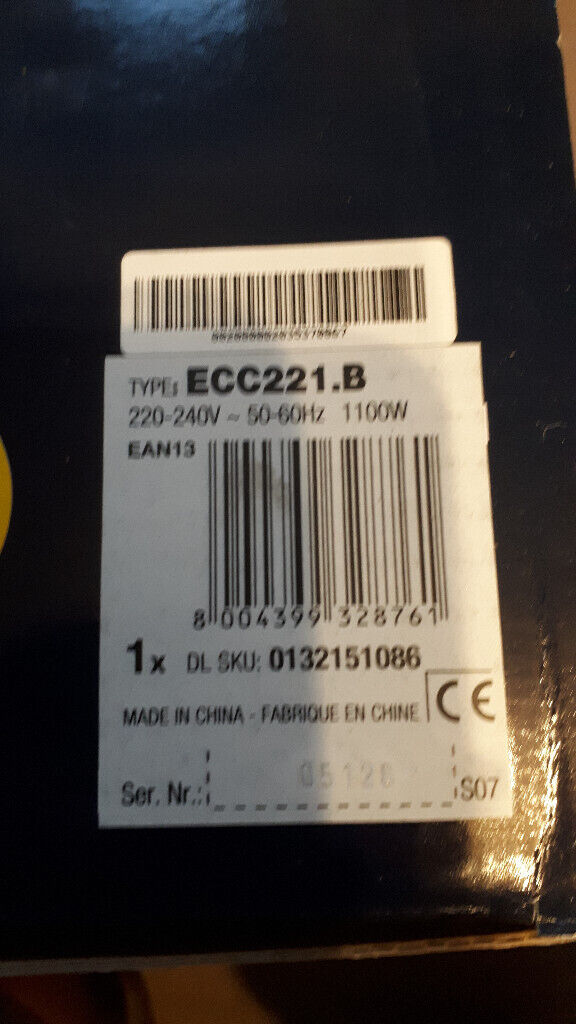 TYPE: ECC221.B
220-240V ~ 50-60Hz 1100W
EAN13
8 004399 328761
1x DL SKU: 0132151086
MADE IN CHINA - FABRIQUE EN CHINE CE
Ser. Nr.: 05126 S07